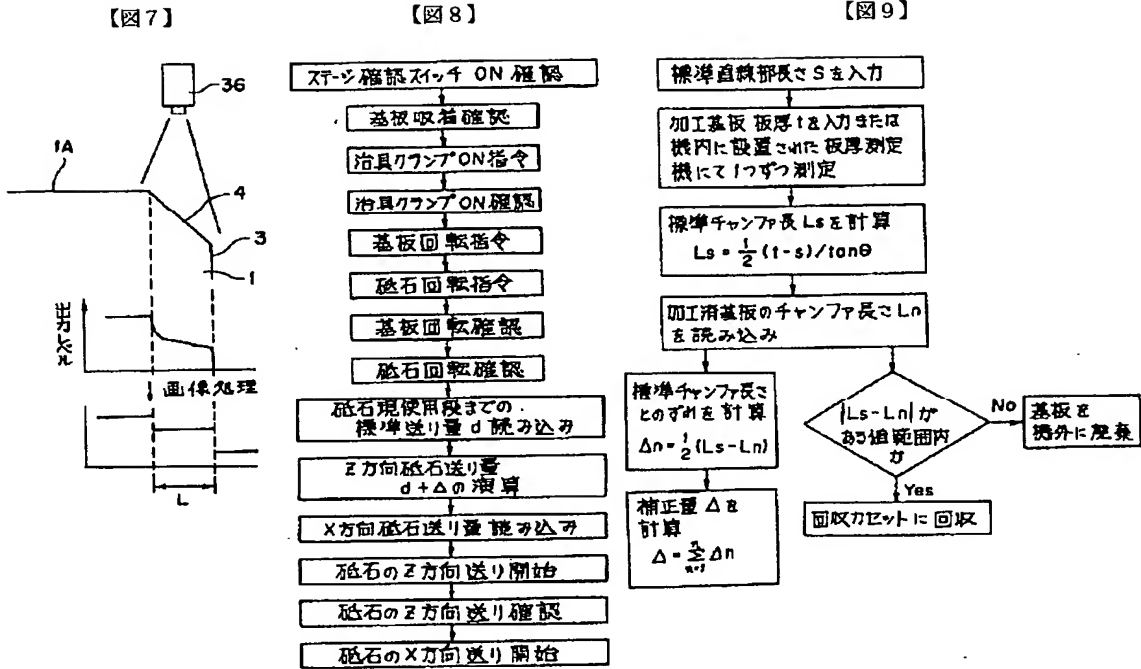 【図7】
36
1A
4
3
1
光ﾚﾍﾞﾙ出力
画像処理
L
【図8】
ステージ確認スイッチ ON 確認
基板吸着確認
治具クランプON指令
治具クランプON確認
基板回転指令
砥石回転指令
基板回転確認
砥石回転確認
砥石現使用段までの
標準送り量 d 読み込み
Z方向砥石送り量
d+Δの演算
X方向砥石送り量 読み込み
砥石のZ方向送り開始
砥石のZ方向送り確認
砥石のX方向送り開始
【図9】
標準直線部長さSを入力
加工基板 板厚tを入力または
機内に設置された板厚測定
機にて1つずつ測定
標準チャンファ長 Lsを計算
Ls = 1/2 (t-s)/tanθ
加工済基板のチャンファ長さLn
を読み込み
標準チャンファ長さ
とのずれを計算
Δn = 1/2 (Ls-Ln)
補正量 Δを
計算
Δ = Σ Δn
|Ls-Ln|が
ある値範囲内
か
No
基板を
機外に廃棄
Yes
回収カセットに回収